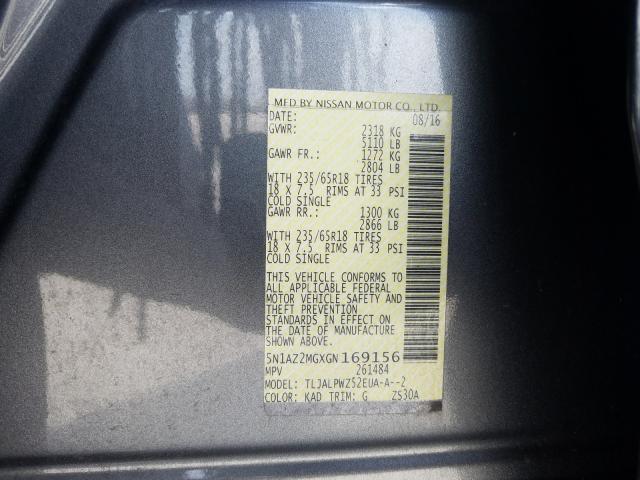 MFD BY NISSAN MOTOR CO., LTD.
DATE: 08/16
GVWR: 2318 KG
5110 LB
GAWR FR.: 1272 KG
2804 LB
WITH 235/65R18 TIRES
18 X 7.5 RIMS AT 33 PSI
COLD SINGLE
GAWR RR.: 1300 KG
2866 LB
WITH 235/65R18 TIRES
18 X 7.5 RIMS AT 33 PSI
COLD SINGLE
THIS VEHICLE CONFORMS TO
ALL APPLICABLE FEDERAL
MOTOR VEHICLE SAFETY AND
THEFT PREVENTION
STANDARDS IN EFFECT ON
THE DATE OF MANUFACTURE
SHOWN ABOVE.
5N1AZ2MGXGN169156
MPV 261484
MODEL: TLJALPWZ52EUA-A--2
COLOR: KAD TRIM: G ZS30A